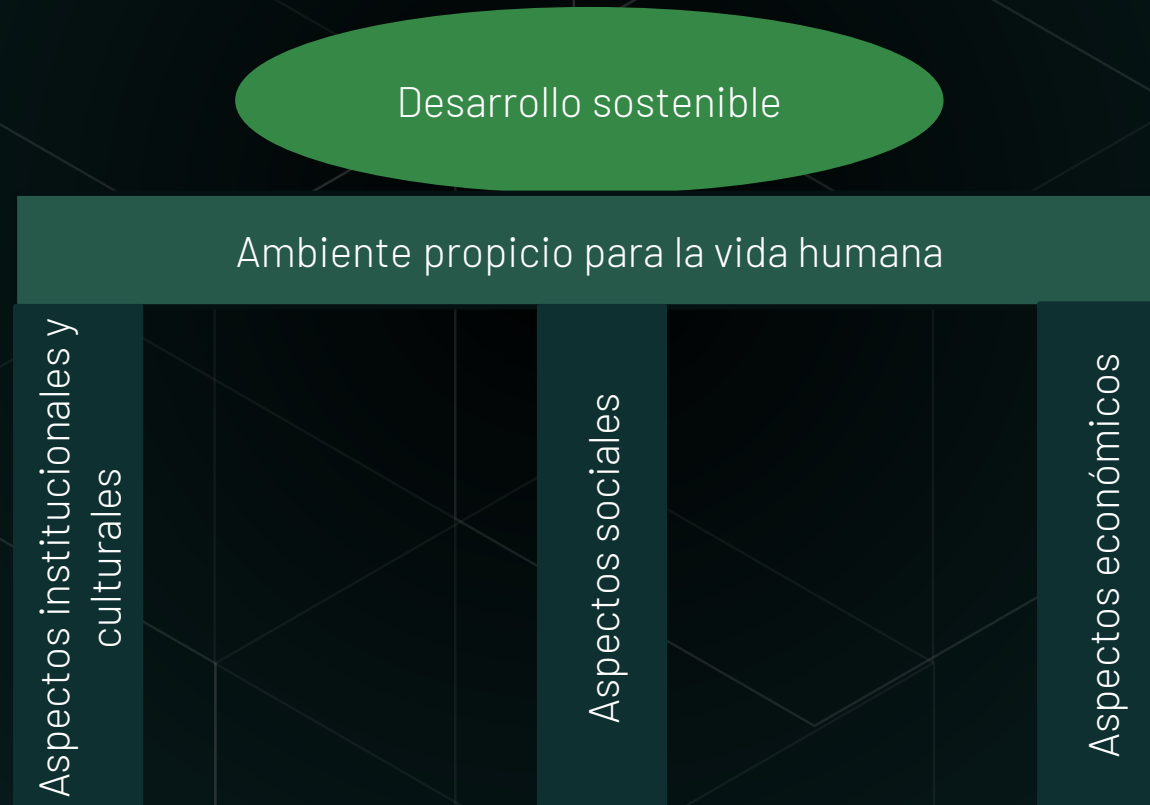 Desarrollo sostenible
Ambiente propicio para la vida humana
Aspectos institucionales y
culturales
Aspectos sociales
Aspectos económicos